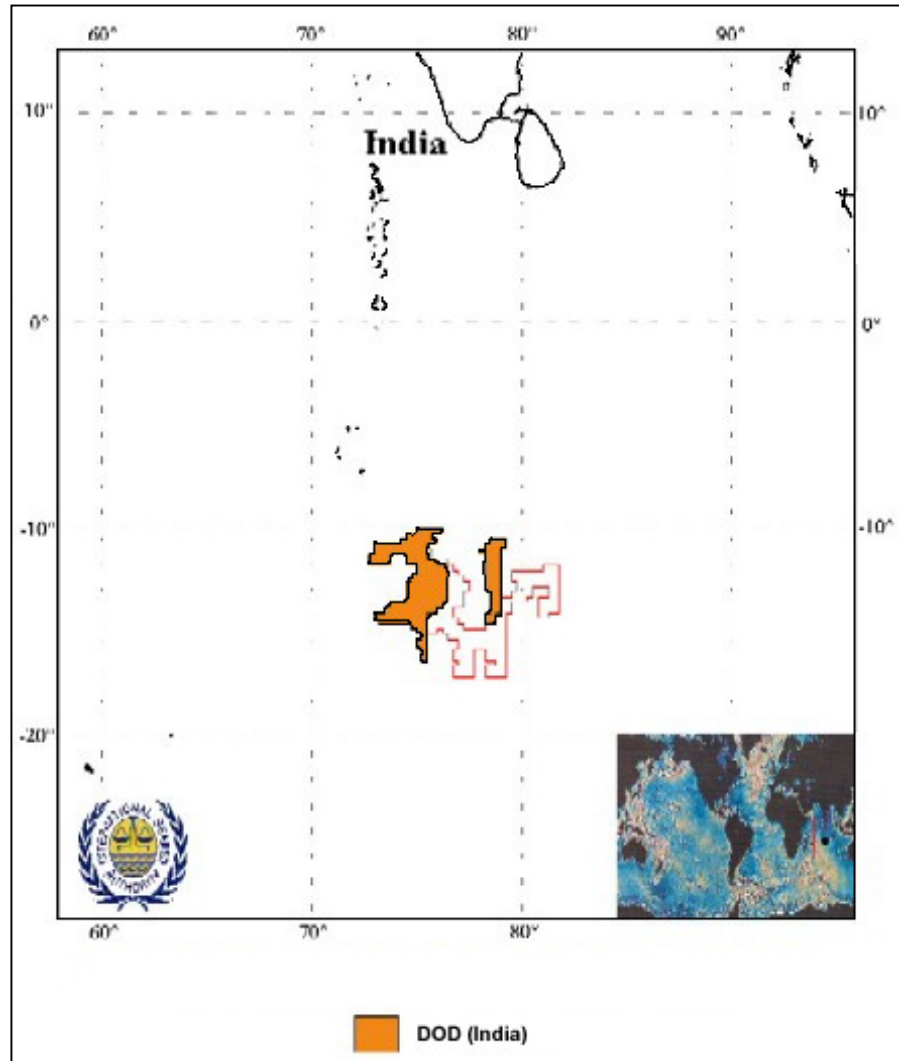 60° 70° 80° 90°
10° 10°
India
0° 0°
-10° -10°
-20°
INTERNATIONAL SEABED
AUTHORITY
60° 70° 80°
DOD (India)